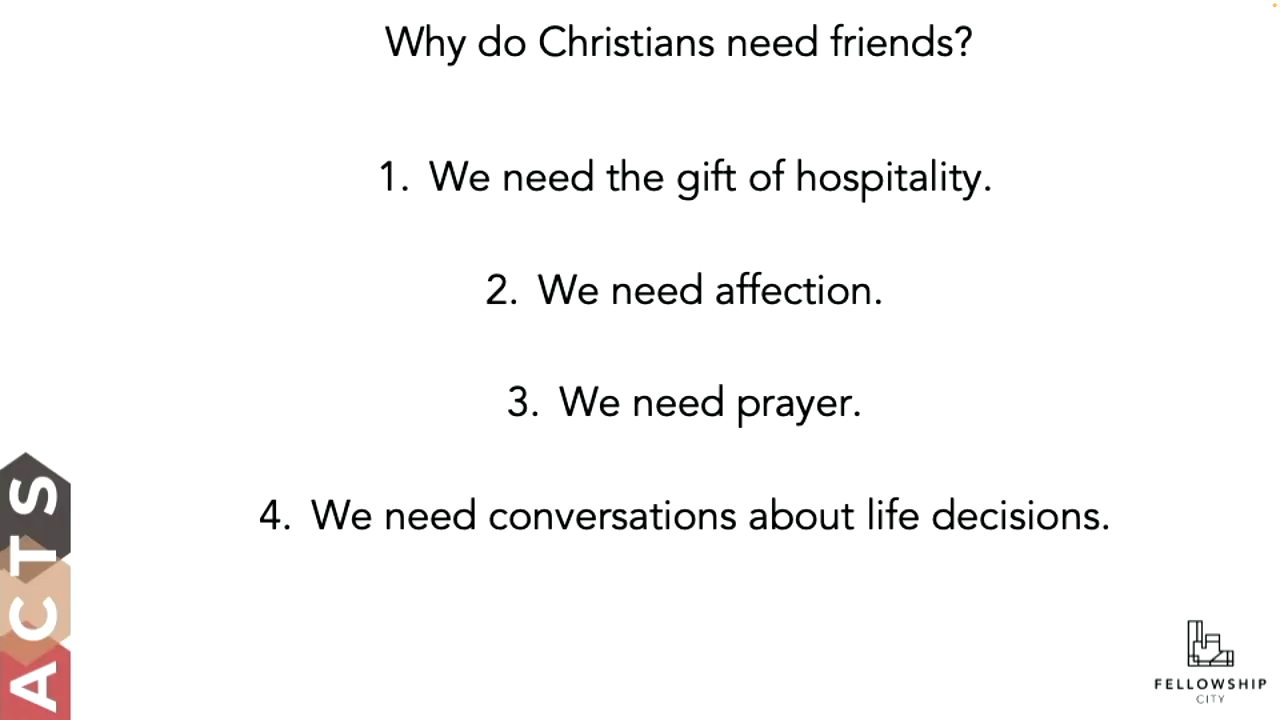 Why do Christians need friends?
1. We need the gift of hospitality.
2. We need affection.
3. We need prayer.
4. We need conversations about life decisions.
ACTS
FELLOWSHIP
CITY